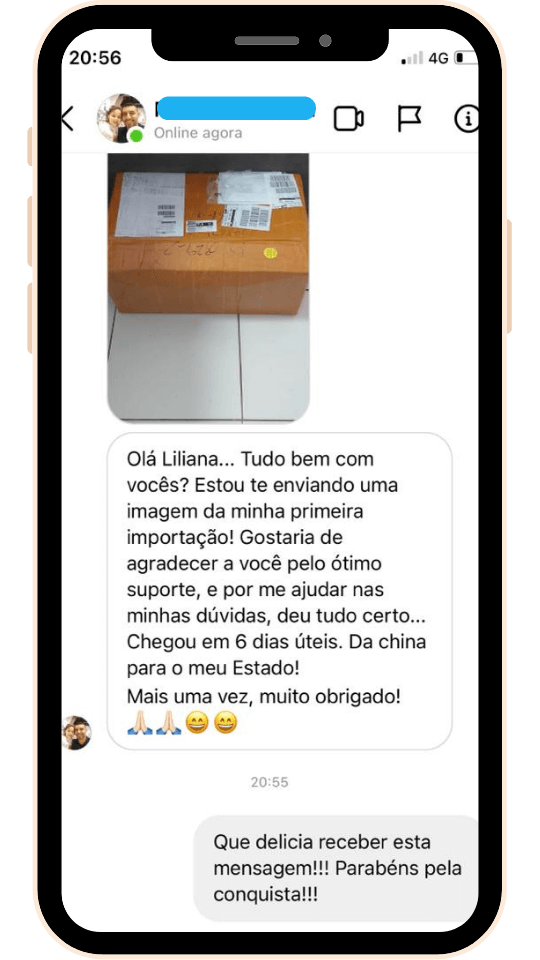 20:56
4G
Online agora
Olá Liliana... Tudo bem com
vocês? Estou te enviando uma
imagem da minha primeira
importação! Gostaria de
agradecer a você pelo ótimo
suporte, e por me ajudar nas
minhas dúvidas, deu tudo certo...
Chegou em 6 dias úteis. Da china
para o meu Estado!
Mais uma vez, muito obrigado!
🙏🏻🙏🏻😄😄
20:55
Que delicia receber esta
mensagem!!! Parabéns pela
conquista!!!